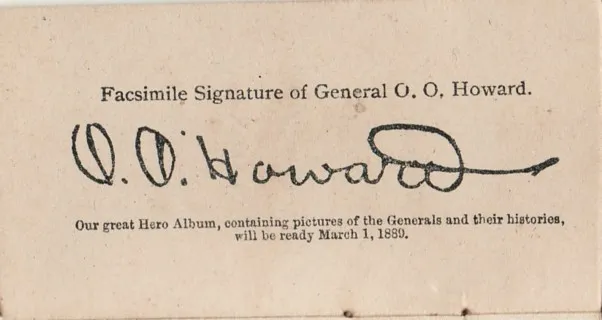 Facsimile Signature of General O. O. Howard.
O. O. Howard
Our great Hero Album, containing pictures of the Generals and their histories,
will be ready March 1, 1889.